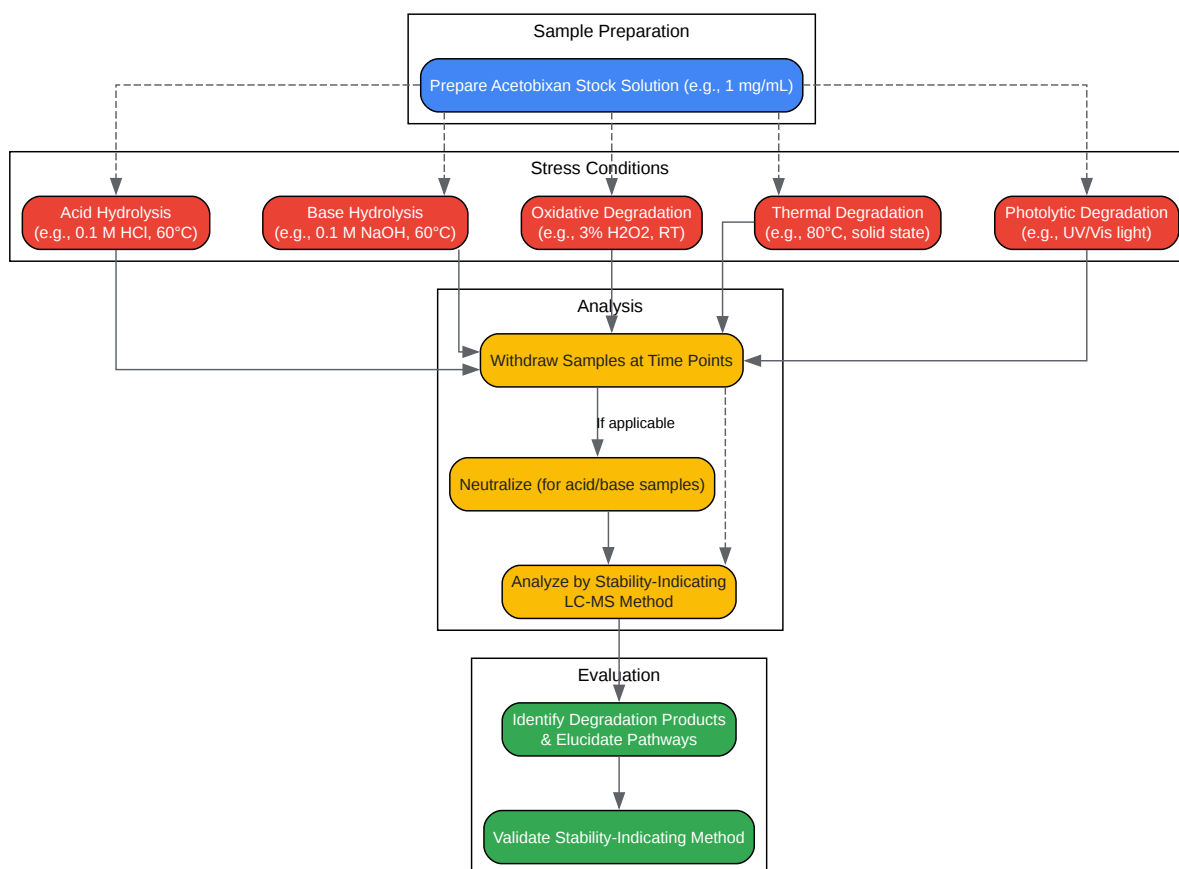 Sample Preparation
Prepare Acetobixan Stock Solution (e.g., 1 mg/mL)
Stress Conditions
Acid Hydrolysis
(e.g., 0.1 M HCl, 60°C)
Base Hydrolysis
(e.g., 0.1 M NaOH, 60°C)
Oxidative Degradation
(e.g., 3% H2O2, RT)
Thermal Degradation
(e.g., 80°C, solid state)
Photolytic Degradation
(e.g., UV/Vis light)
Analysis
Withdraw Samples at Time Points
If applicable
Neutralize (for acid/base samples)
Analyze by Stability-Indicating
LC-MS Method
Evaluation
Identify Degradation Products
& Elucidate Pathways
Validate Stability-Indicating Method